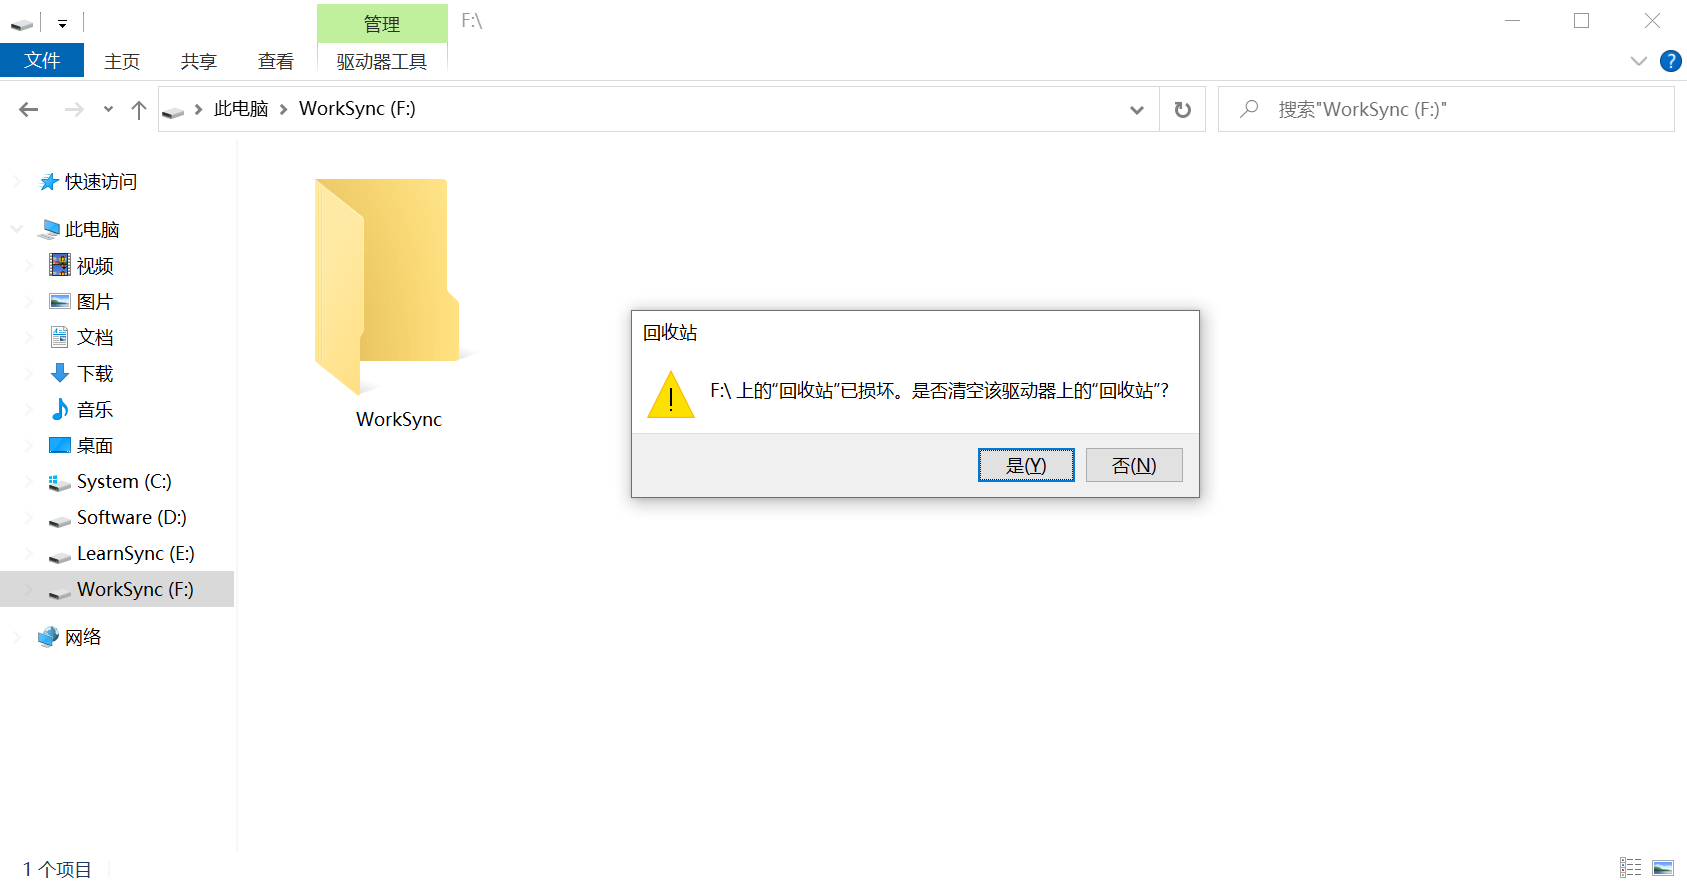 管理
F:\
文件
主页
共享
查看
驱动器工具
?
此电脑
WorkSync (F:)
搜索"WorkSync (F:)"
快速访问
此电脑
视频
图片
文档
下载
音乐
桌面
System (C:)
Software (D:)
LearnSync (E:)
WorkSync (F:)
网络
WorkSync
回收站
F:\ 上的“回收站”已损坏。是否清空该驱动器上的“回收站”?
是(Y)
否(N)
1 个项目